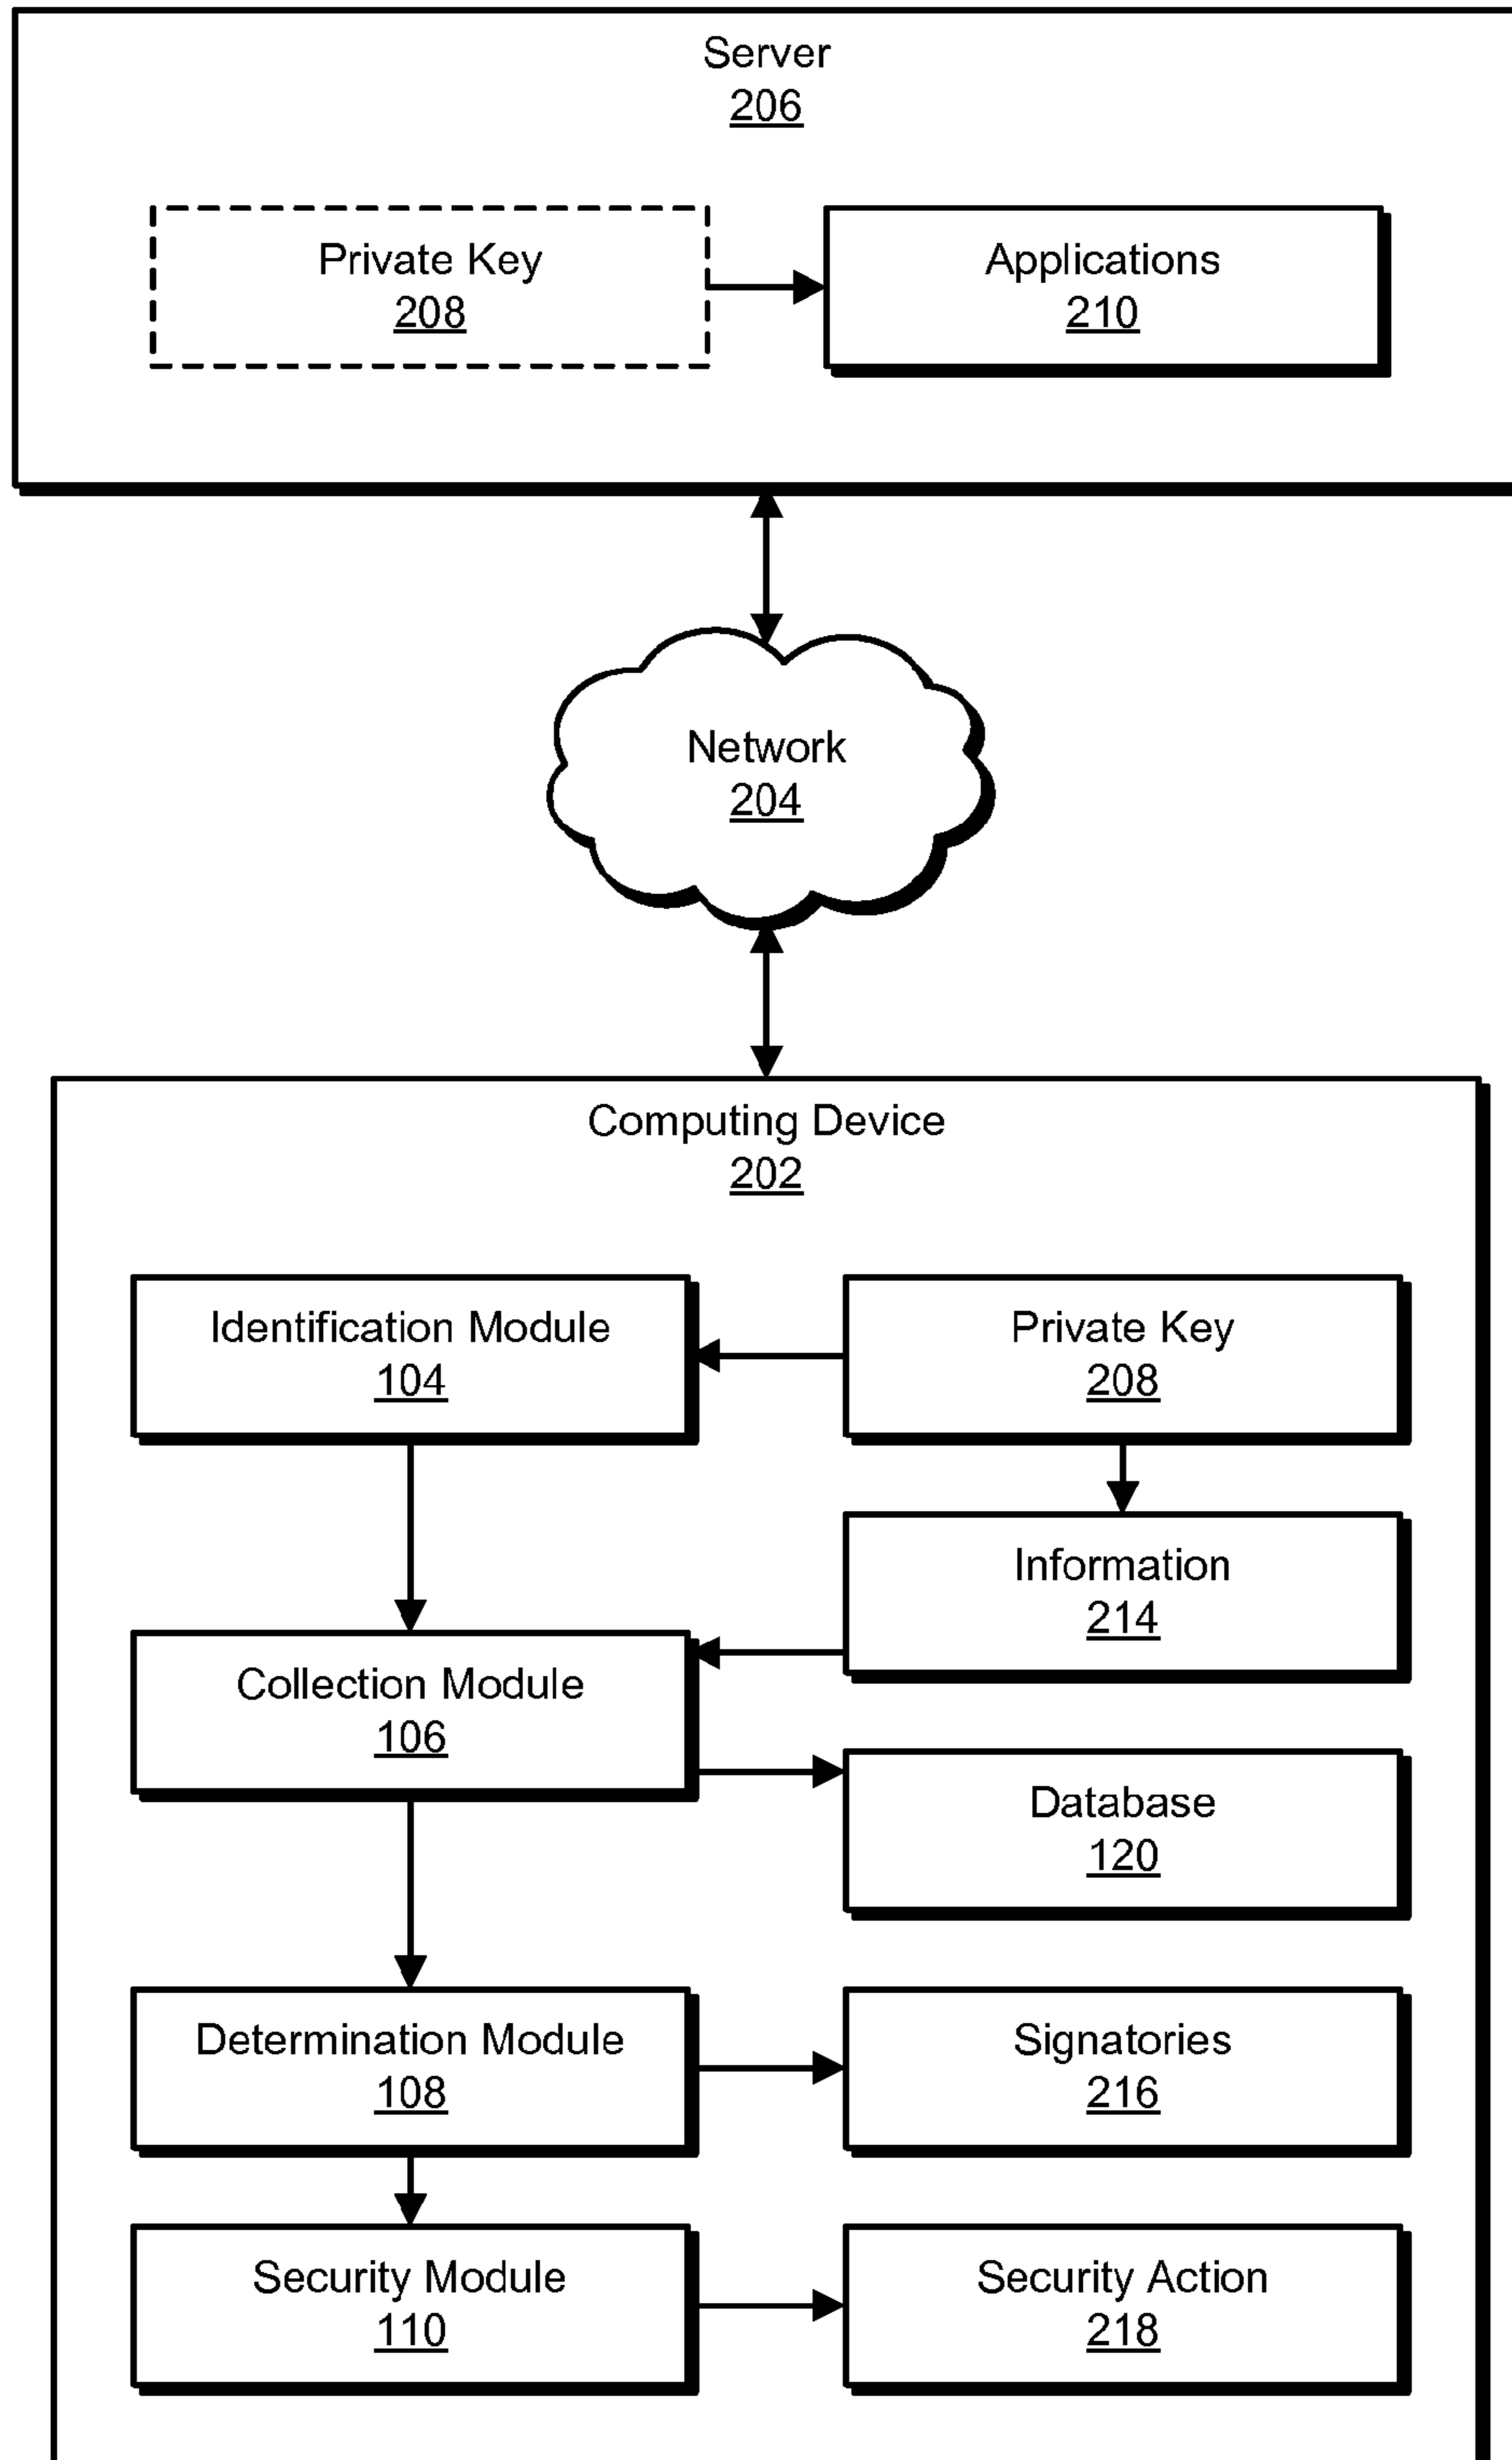 Server
206
Private Key
208
Applications
210
Network
204
Computing Device
202
Identification Module
104
Private Key
208
Information
214
Collection Module
106
Database
120
Determination Module
108
Signatories
216
Security Module
110
Security Action
218